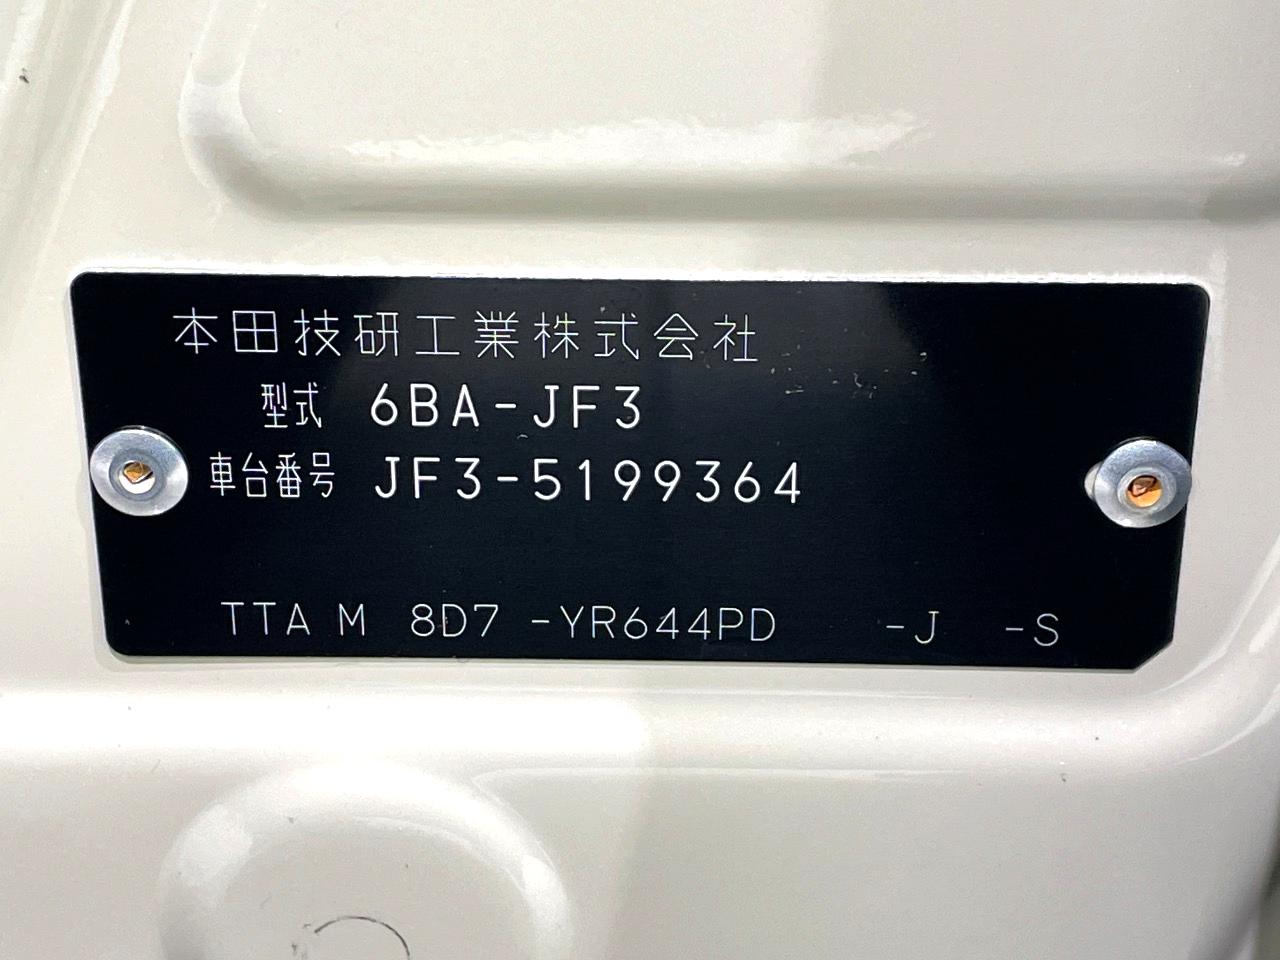 本田技研工業株式会社
型式 6BA-JF3
車台番号 JF3-5199364
TTA M 8D7 -YR644PD -J -S